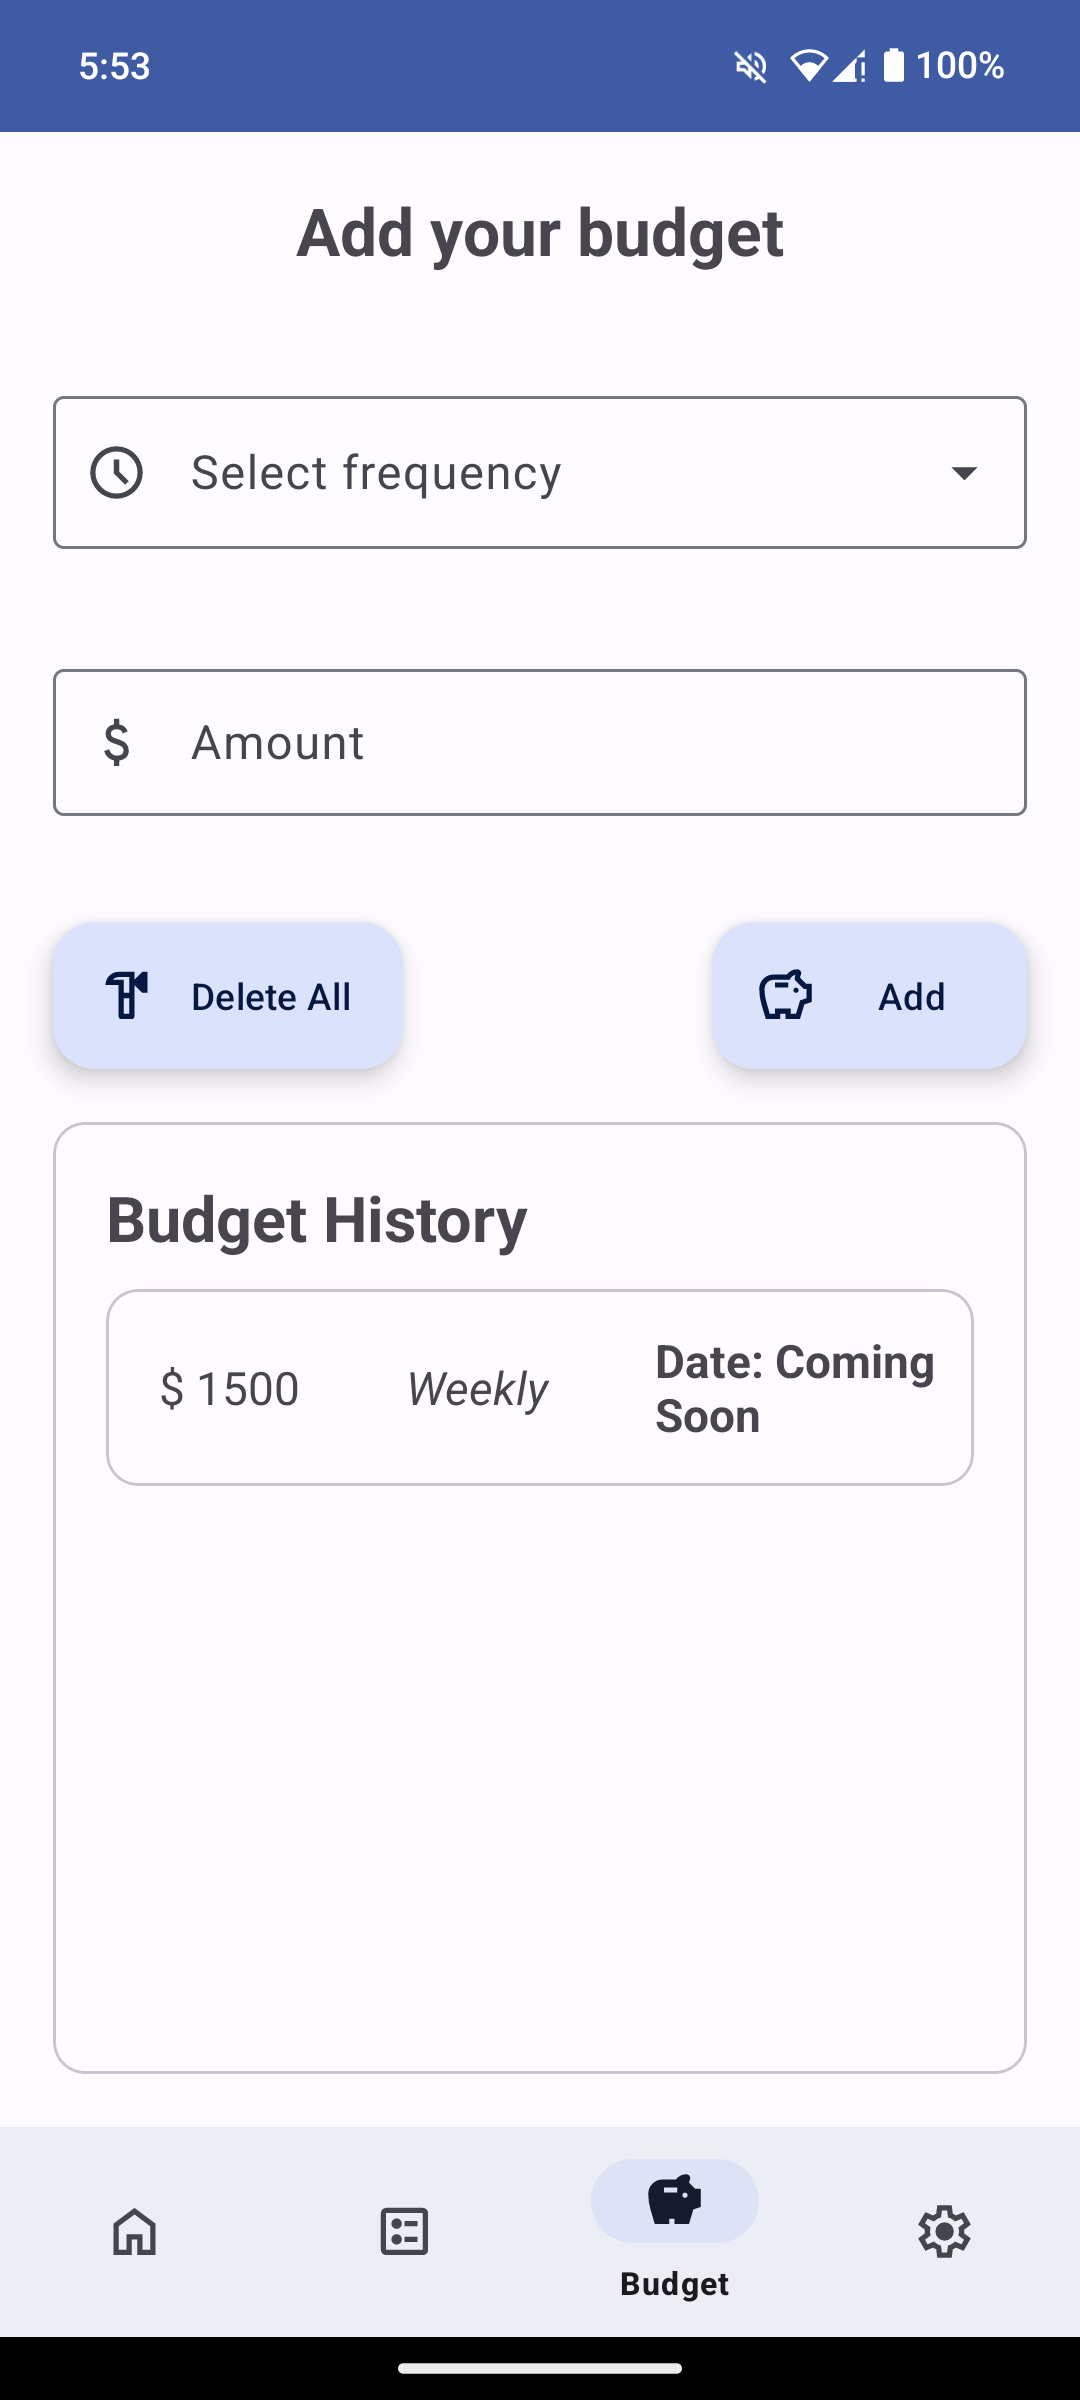 5:53
100%
Add your budget
Select frequency
$ Amount
Delete All
Add
Budget History
$ 1500
Weekly
Date: Coming
Soon
Budget